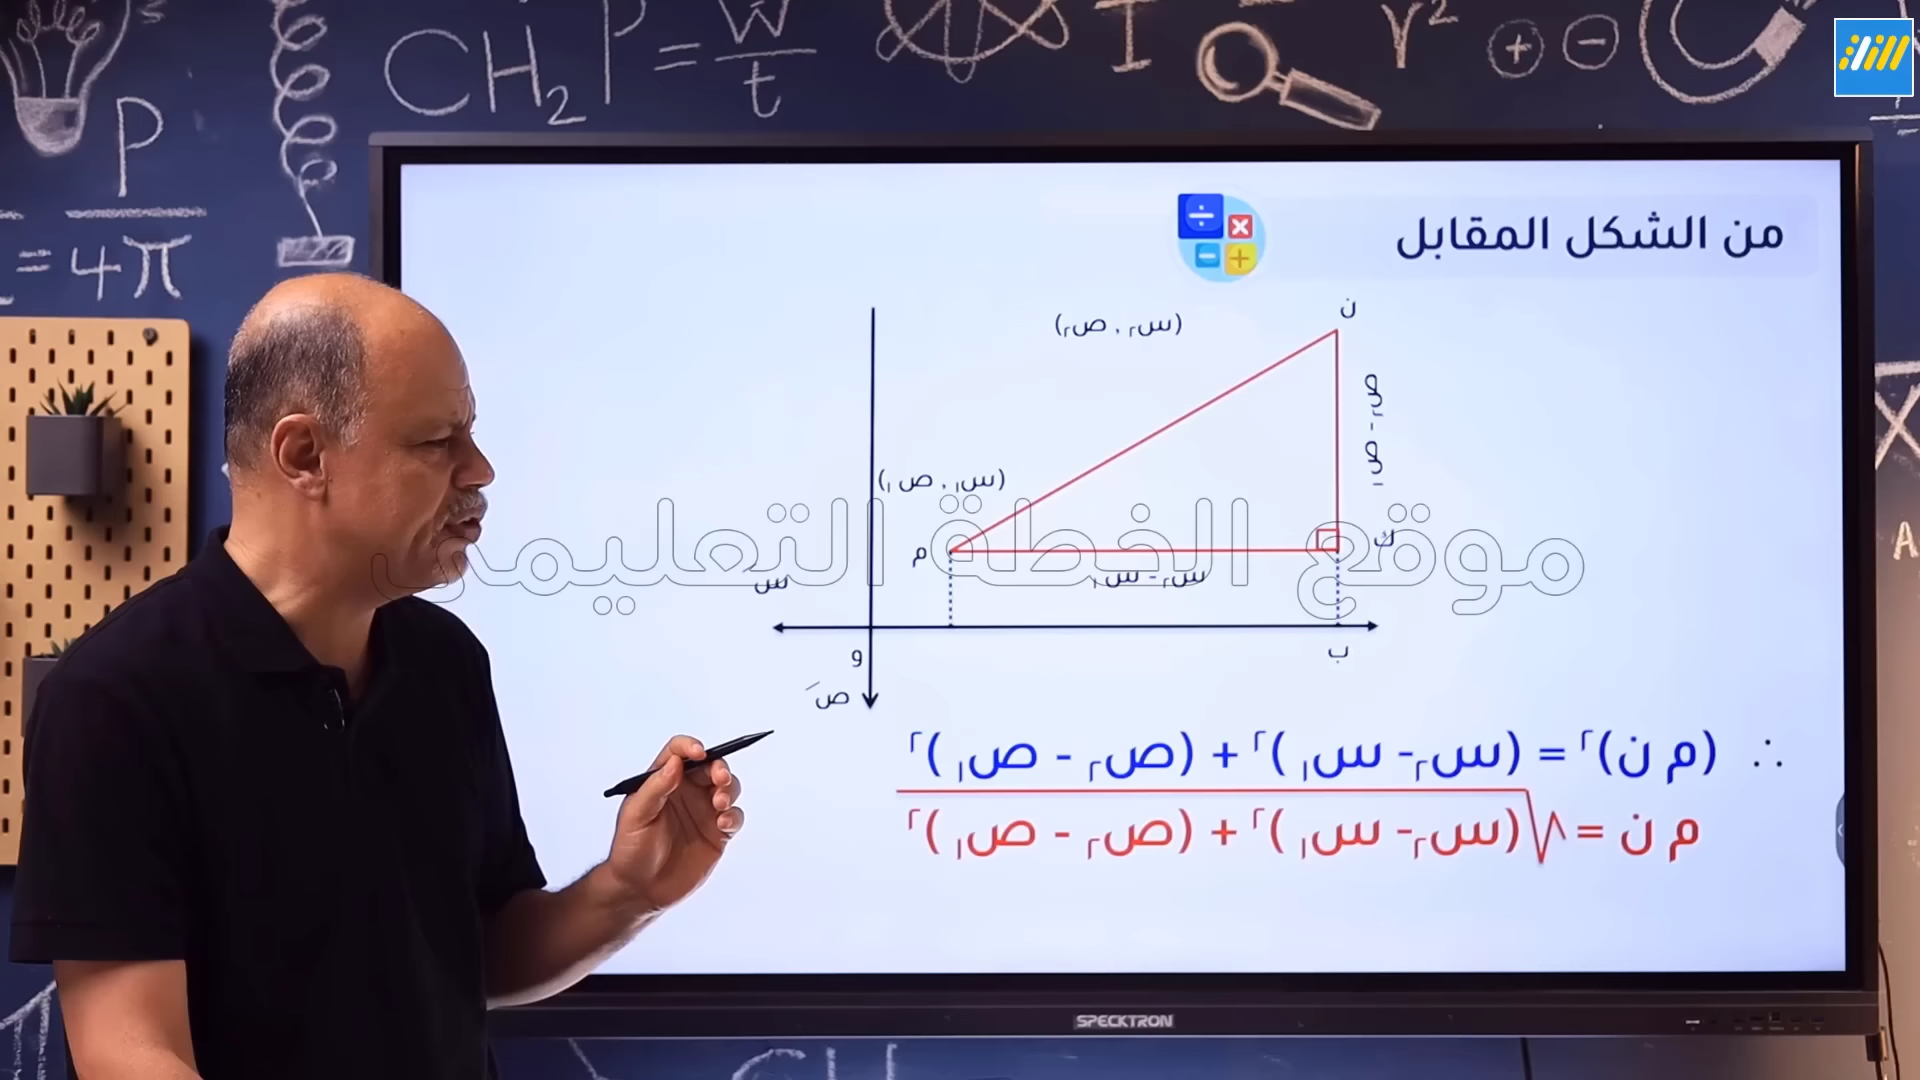 CH₂
P = W/t
I
r²
+ -
P
= P/4π
من الشكل المقابل
ن
(س٢ , ص٢)
ص٢ - ص١
(س١ , ص١)
م
ك
س٢ - س١
سَ
و
ب
صَ
موقع الخطة التعليمي
∴ (م ن)٢ = (س٢ - س١)٢ + (ص٢ - ص١)٢
م ن = √(س٢ - س١)٢ + (ص٢ - ص١)٢
SPECKTRON